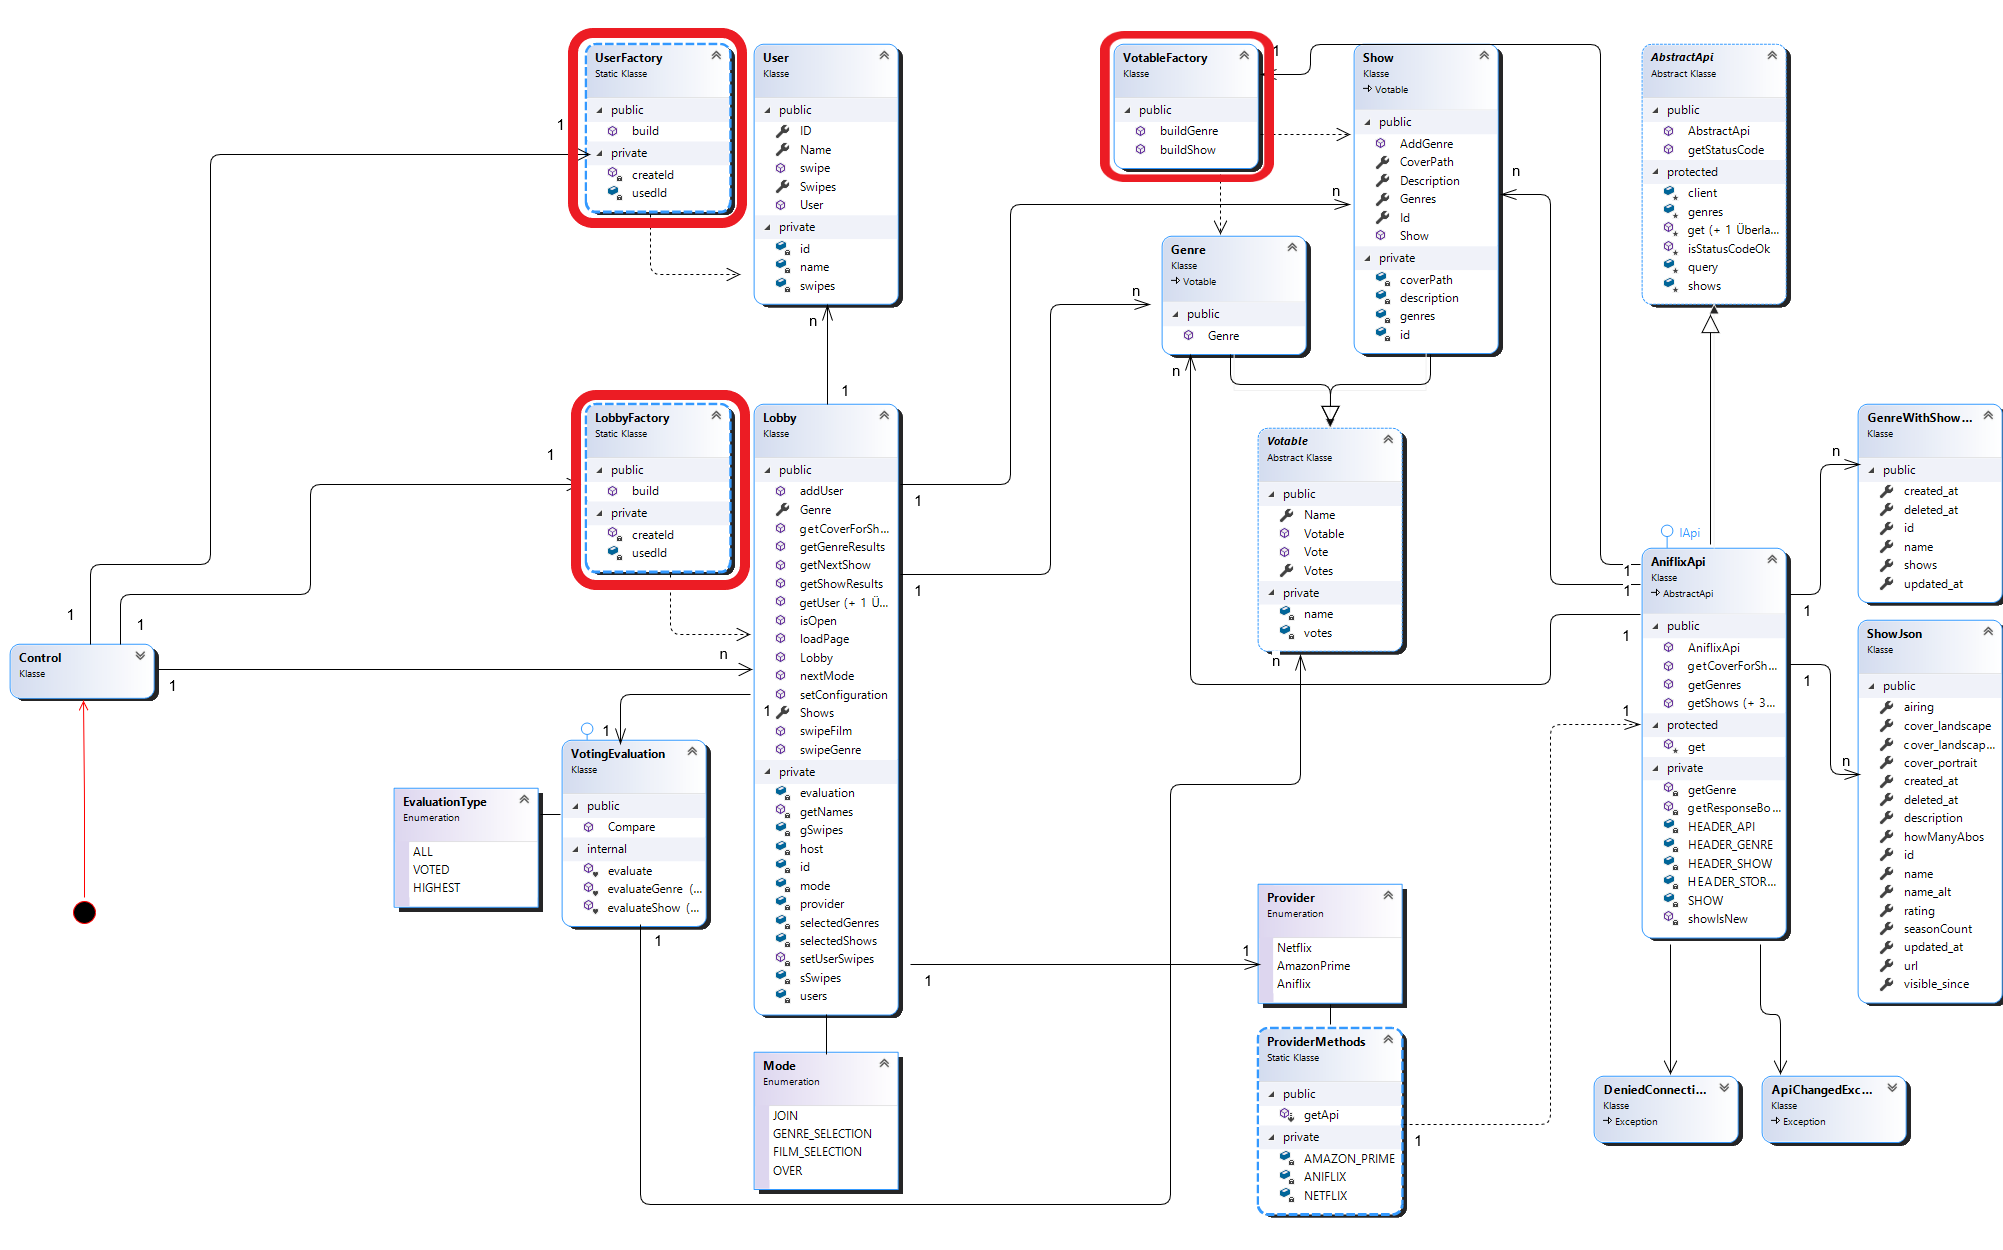 UserFactory
Static Klasse
public
build
private
createId
usedId
User
Klasse
public
ID
Name
swipe
Swipes
User
private
id
name
swipes
VotableFactory
Klasse
public
buildGenre
buildShow
Show
Klasse
Votable
public
AddGenre
CoverPath
Description
Genres
Id
Show
private
coverPath
description
genres
id
AbstractApi
Abstract Klasse
public
AbstractApi
getStatusCode
protected
client
genres
get (+ 1 Überla...
isStatusCodeOk
query
shows
1
1
n
n
n
n
n
1
Genre
Klasse
Votable
public
Genre
LobbyFactory
Static Klasse
public
build
private
createId
usedId
1
Lobby
Klasse
public
addUser
Genre
getCoverForSh...
getGenreResults
getNextShow
getShowResults
getUser (+ 1 Ü...
isOpen
loadPage
Lobby
nextMode
setConfiguration
Shows
swipeFilm
swipeGenre
private
evaluation
getNames
gSwipes
host
id
mode
provider
selectedGenres
selectedShows
setUserSwipes
sSwipes
users
1
1
1
Votable
Abstract Klasse
public
Name
Votable
Vote
Votes
private
name
votes
n
GenreWithShow...
Klasse
public
created_at
deleted_at
id
name
shows
updated_at
n
1
IApi
AniflixApi
Klasse
AbstractApi
public
AniflixApi
getCoverForSh...
getGenres
getShows (+ 3...
protected
get
private
getGenre
getResponseBo...
HEADER_API
HEADER_GENRE
HEADER_SHOW
HEADER_STOR...
SHOW
showIsNew
1
1
1
1
1
n
ShowJson
Klasse
public
airing
cover_landscape
cover_landscap...
cover_portrait
created_at
deleted_at
description
howManyAbos
id
name
name_alt
rating
seasonCount
updated_at
url
visible_since
1
1
Control
Klasse
1
n
1
VotingEvaluation
Klasse
public
Compare
internal
evaluate
evaluateGenre (...
evaluateShow (...
1
EvaluationType
Enumeration
ALL
VOTED
HIGHEST
Provider
Enumeration
Netflix
AmazonPrime
Aniflix
1
1
ProviderMethods
Static Klasse
public
getApi
private
AMAZON_PRIME
ANIFLIX
NETFLIX
1
Mode
Enumeration
JOIN
GENRE_SELECTION
FILM_SELECTION
OVER
DeniedConnecti...
Klasse
Exception
ApiChangedExc...
Klasse
Exception